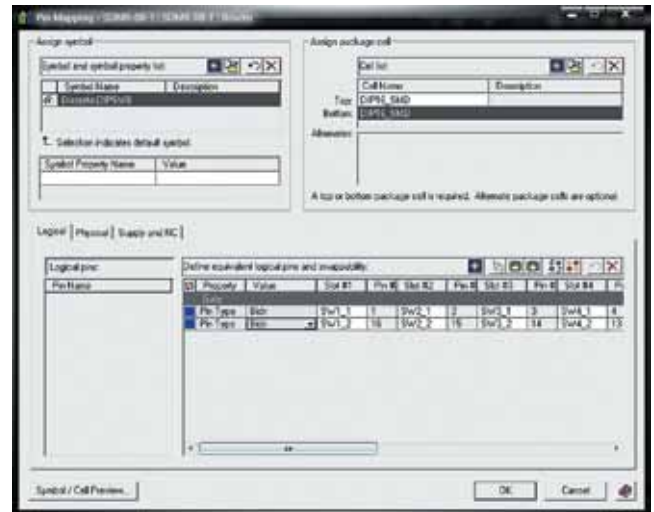 Pin Mapping
Assign symbol
Symbol and symbol property list:
Symbol Name Description
Selection indicates default symbol.
Symbol Property Name Value
Assign package cell
Cell list:
Cell Name Description
Top: DIP16_SMD
Bottom: DIP16_SMD
Alternates:
A top or bottom package cell is required. Alternate package cells are optional.
Logical Physical Supply and NC
Logical pins:
Pin Name
Define equivalent logical pins and swappability:
Property Value Slot #1 Pin # Slot #2 Pin # Slot #3 Pin # Slot #4
Pin Type Bidir SW1_1 1 SW2_1 2 SW3_1 3 SW4_1 4
Pin Type Bidir SW1_2 16 SW2_2 15 SW3_2 14 SW4_2 13
Symbol / Cell Preview...
OK
Cancel